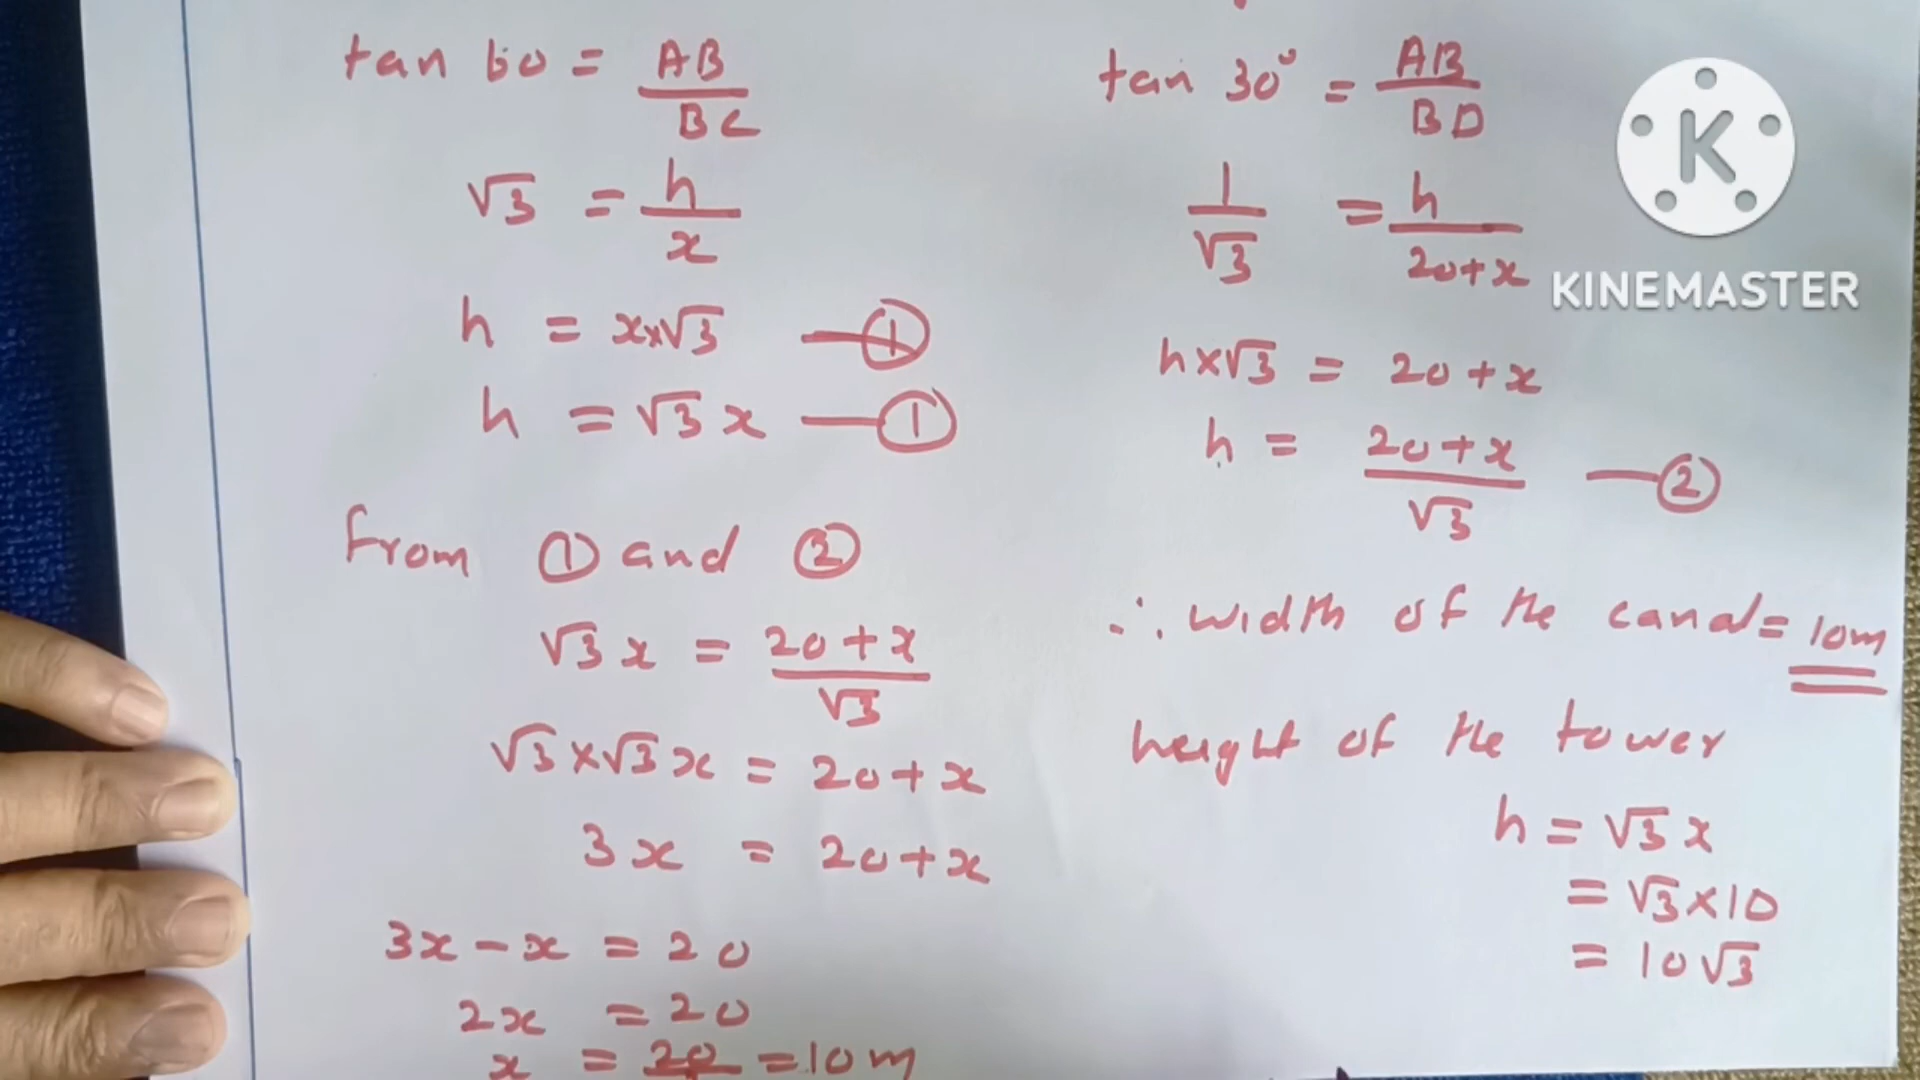 tan 60 = AB/BC
√3 = h/x
h = x×√3 —①
h = √3 x —①
From ① and ②
√3 x = 20+x/√3
√3×√3 x = 20+x
3x = 20+x
3x - x = 20
2x = 20
x = 20 = 10m
tan 30° = AB/BD
1/√3 = h/20+x
h×√3 = 20+x
h = 20+x/√3 —②
∴ width of the canal = 10m
height of the tower
h = √3 x
= √3×10
= 10√3
K
KINEMASTER